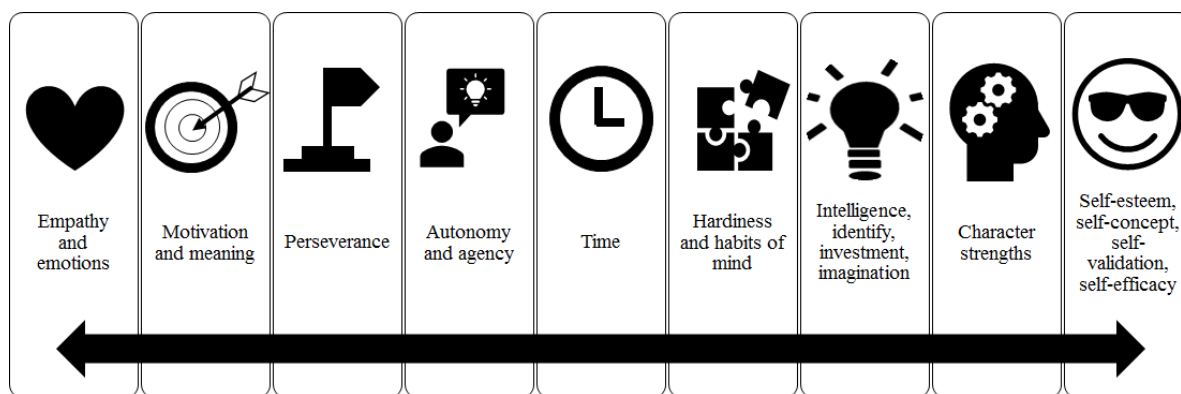 Empathy
and
emotions
Motivation
and meaning
Perseverance
Autonomy
and agency
Time
Hardiness
and habits of
mind
Intelligence,
identify,
investment,
imagination
Character
strengths
Self-esteem,
self-concept,
self-
validation,
self-efficacy